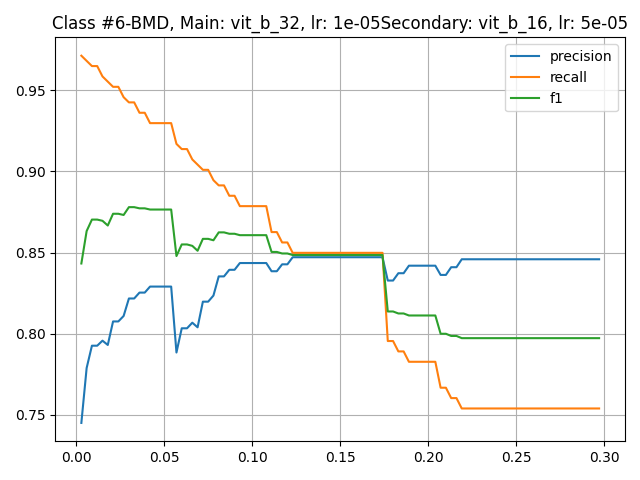 Class #6-BMD, Main: vit_b_32, lr: 1e-05Secondary: vit_b_16, lr: 5e-05
precision
recall
f1
0.95
0.90
0.85
0.80
0.75
0.00 0.05 0.10 0.15 0.20 0.25 0.30